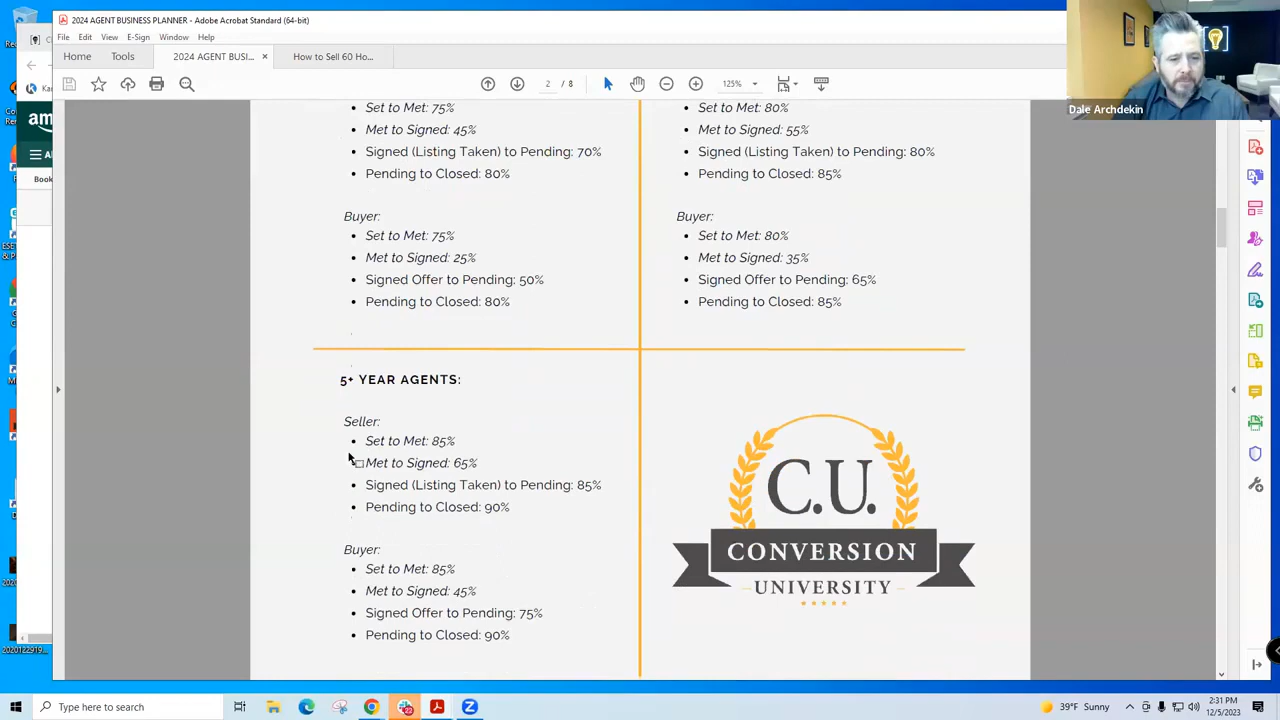 2024 AGENT BUSINESS PLANNER - Adobe Acrobat Standard (64-bit)
File Edit View E-Sign Window Help
Home Tools 2024 AGENT BUSI... × How to Sell 60 Ho...
2 / 8 125%
Dale Archdekin
Set to Met: 75%
Met to Signed: 45%
Signed (Listing Taken) to Pending: 70%
Pending to Closed: 80%
Buyer:
Set to Met: 75%
Met to Signed: 25%
Signed Offer to Pending: 50%
Pending to Closed: 80%
Set to Met: 80%
Met to Signed: 55%
Signed (Listing Taken) to Pending: 80%
Pending to Closed: 85%
Buyer:
Set to Met: 80%
Met to Signed: 35%
Signed Offer to Pending: 65%
Pending to Closed: 85%
5+ YEAR AGENTS:
Seller:
Set to Met: 85%
Met to Signed: 65%
Signed (Listing Taken) to Pending: 85%
Pending to Closed: 90%
Buyer:
Set to Met: 85%
Met to Signed: 45%
Signed Offer to Pending: 75%
Pending to Closed: 90%
C.U.
CONVERSION
UNIVERSITY
Book
Type here to search
39°F Sunny
2:31 PM
12/5/2023